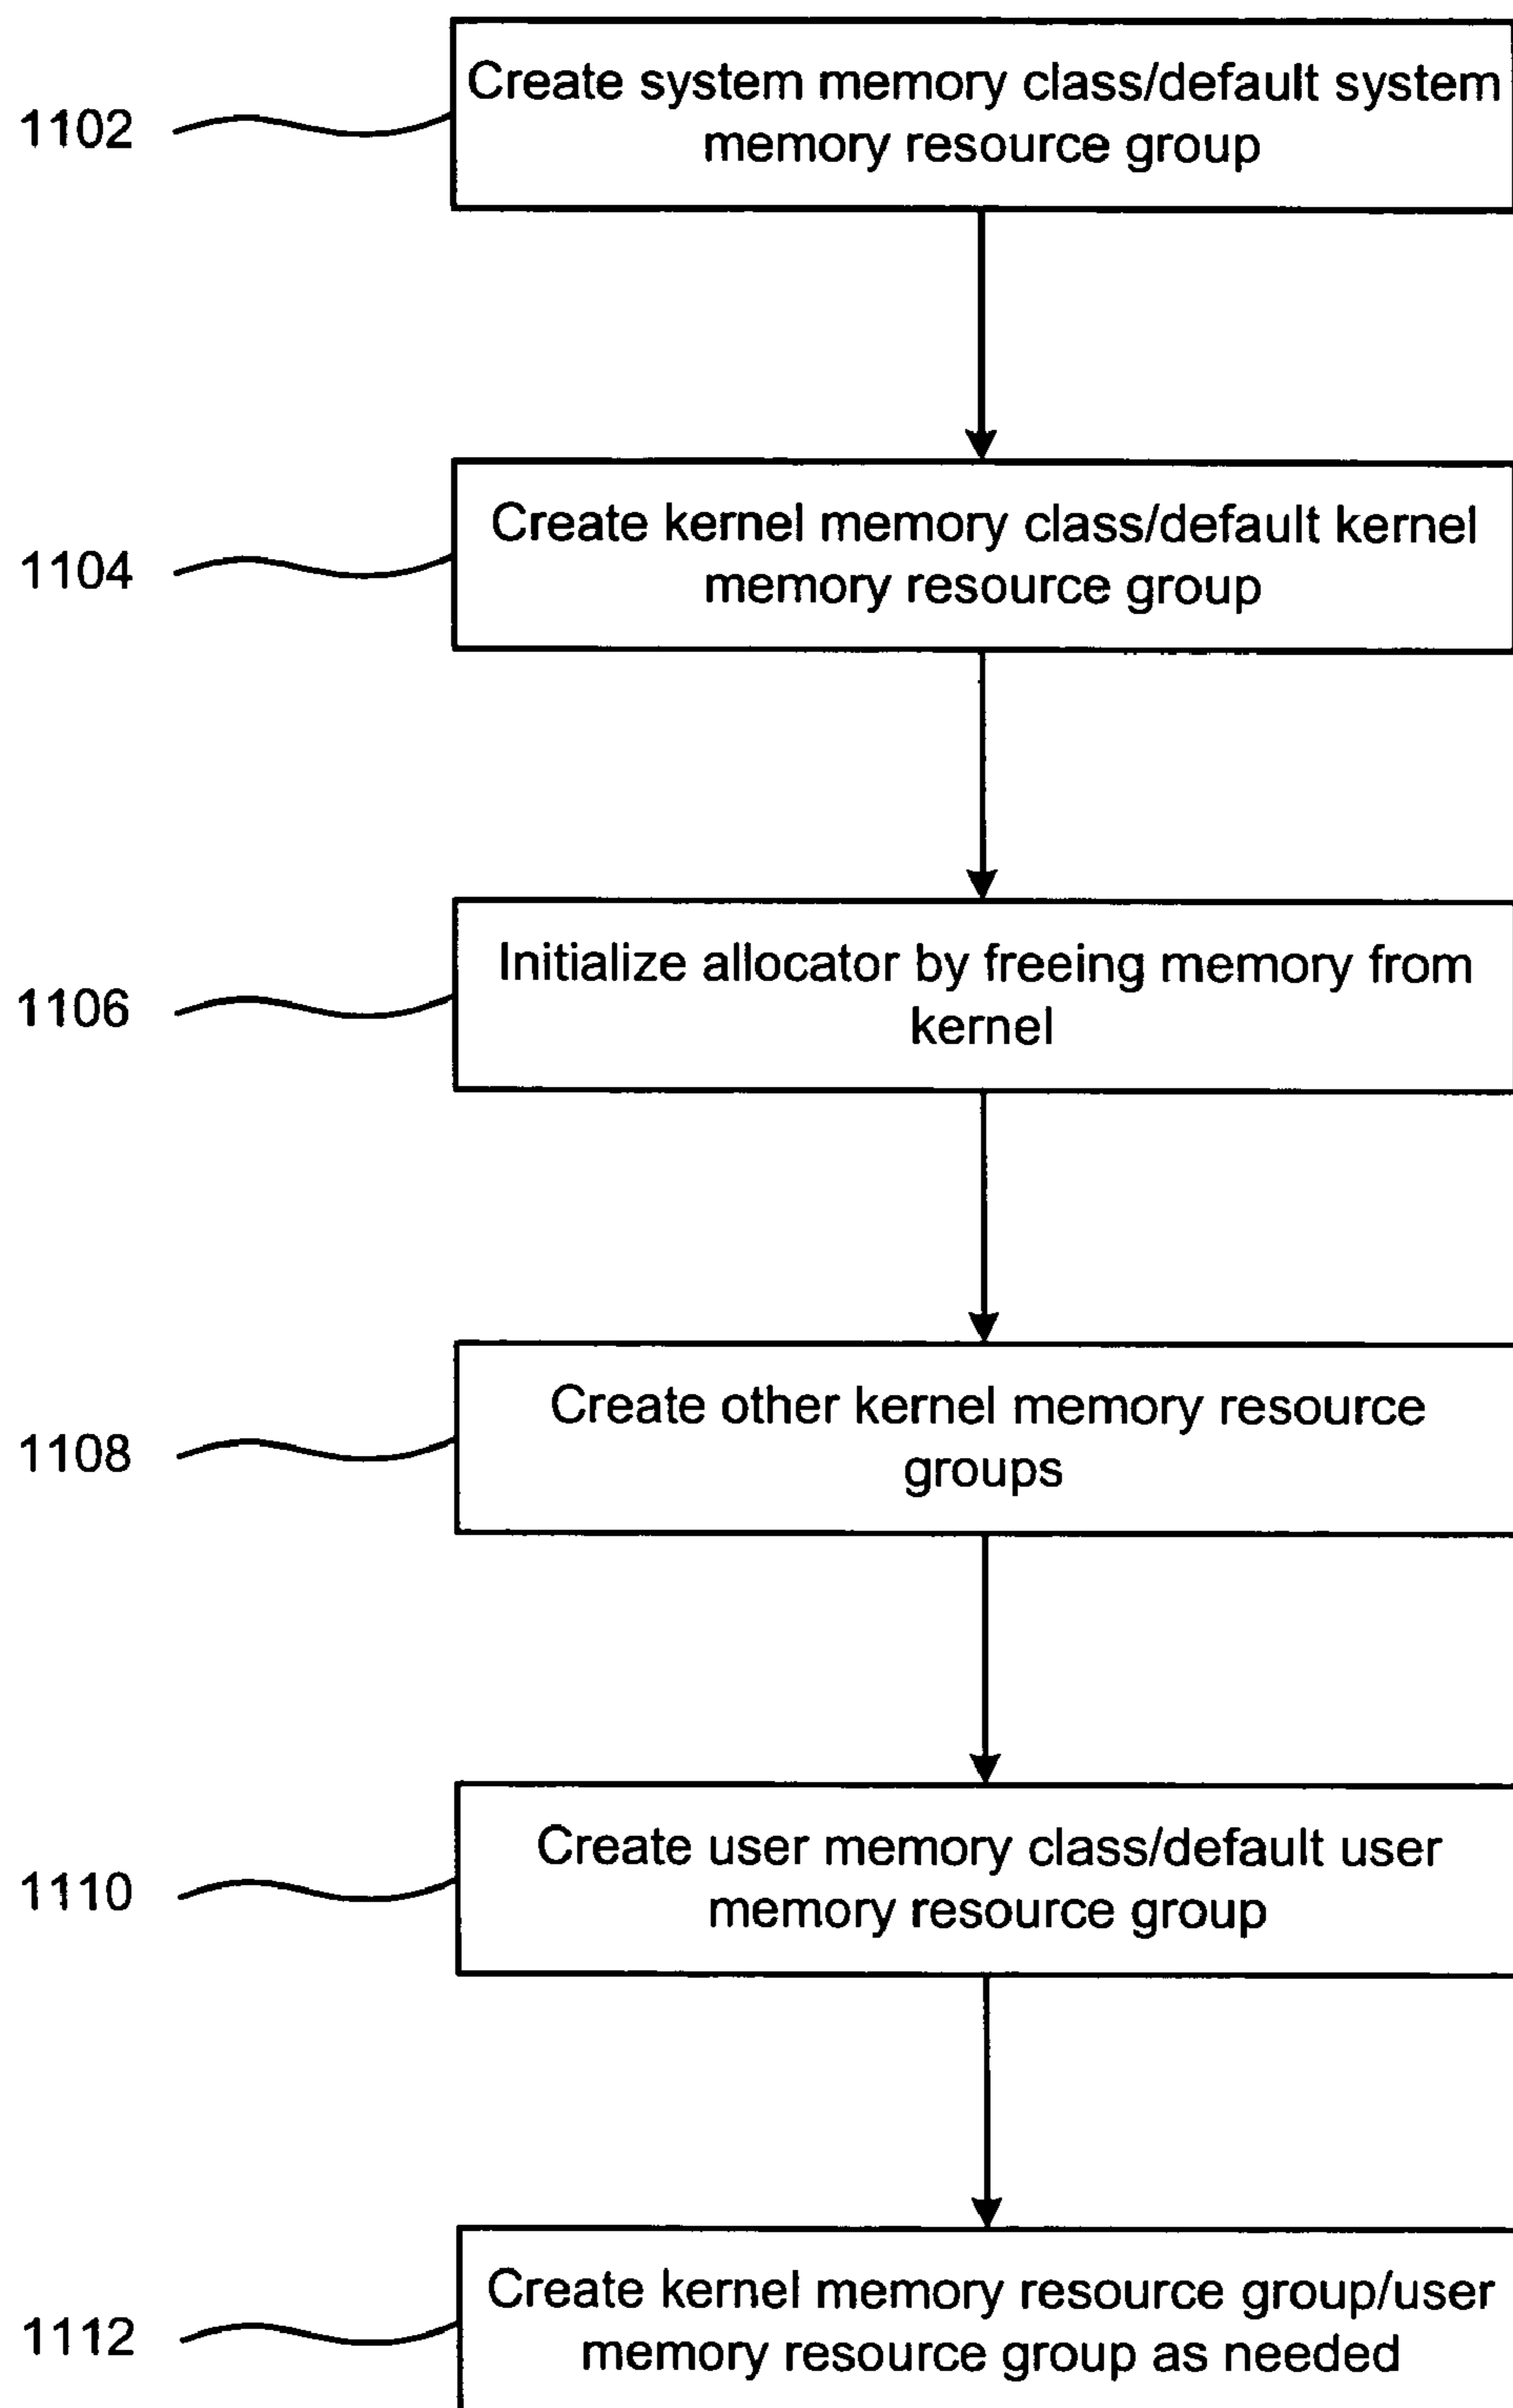 Create system memory class/default system
memory resource group
1102
Create kernel memory class/default kernel
memory resource group
1104
Initialize allocator by freeing memory from
kernel
1106
Create other kernel memory resource
groups
1108
Create user memory class/default user
memory resource group
1110
Create kernel memory resource group/user
memory resource group as needed
1112